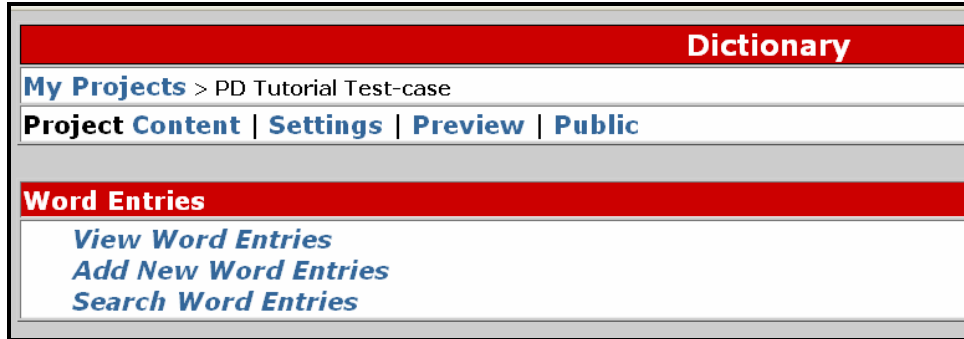 Dictionary
My Projects > PD Tutorial Test-case
Project Content | Settings | Preview | Public
Word Entries
View Word Entries
Add New Word Entries
Search Word Entries